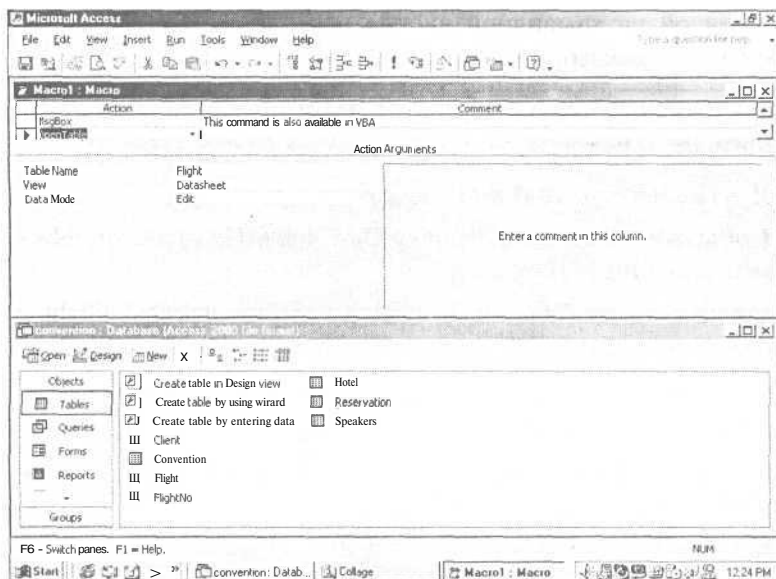 Microsoft Access
File Edit View Insert Run Tools Window Help
Type a question for help
Macro1 : Macro
Action Comment
MsgBox This command is also available in VBA
OpenTable
Action Arguments
Table Name Flight
View Datasheet
Data Mode Edit
Enter a comment in this column.
convention : Database (Access 2000 file format)
Open Design New X
Objects
Tables
Queries
Forms
Reports
Groups
Create table in Design view
Create table by using wirard
Create table by entering data
Client
Convention
Flight
FlightNo
Hotel
Reservation
Speakers
F6 - Switch panes. F1 = Help.
NUM
Start > » convention: Datab... Collage Macro1 : Macro 12:24 PM